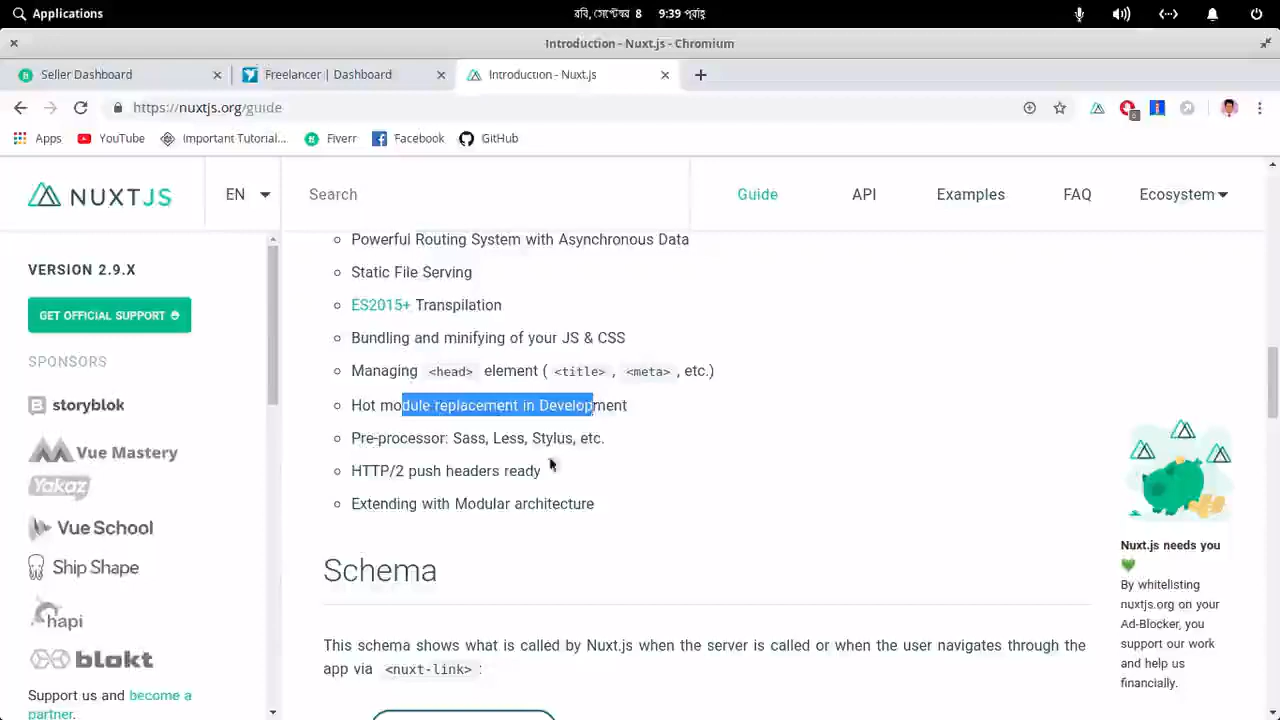 Applications
রবি, সেপ্টেম্বর 8 9:39 পূর্বাহ্ণ
Introduction - Nuxt.js - Chromium
Seller Dashboard
Freelancer | Dashboard
Introduction - Nuxt.js
https://nuxtjs.org/guide
6
Apps
YouTube
Important Tutorial...
Fiverr
Facebook
GitHub
NUXTJS
EN
Search
Guide
API
Examples
FAQ
Ecosystem
VERSION 2.9.X
GET OFFICIAL SUPPORT
SPONSORS
storyblok
Vue Mastery
Yakaz
Vue School
Ship Shape
hapi
blokt
Support us and become a
partner.
Powerful Routing System with Asynchronous Data
Static File Serving
ES2015+ Transpilation
Bundling and minifying of your JS & CSS
Managing <head> element ( <title> , <meta> , etc.)
Hot module replacement in Development
Pre-processor: Sass, Less, Stylus, etc.
HTTP/2 push headers ready
Extending with Modular architecture
Schema
This schema shows what is called by Nuxt.js when the server is called or when the user navigates through the
app via <nuxt-link> :
Nuxt.js needs you
💚
By whitelisting
nuxtjs.org on your
Ad-Blocker, you
support our work
and help us
financially.